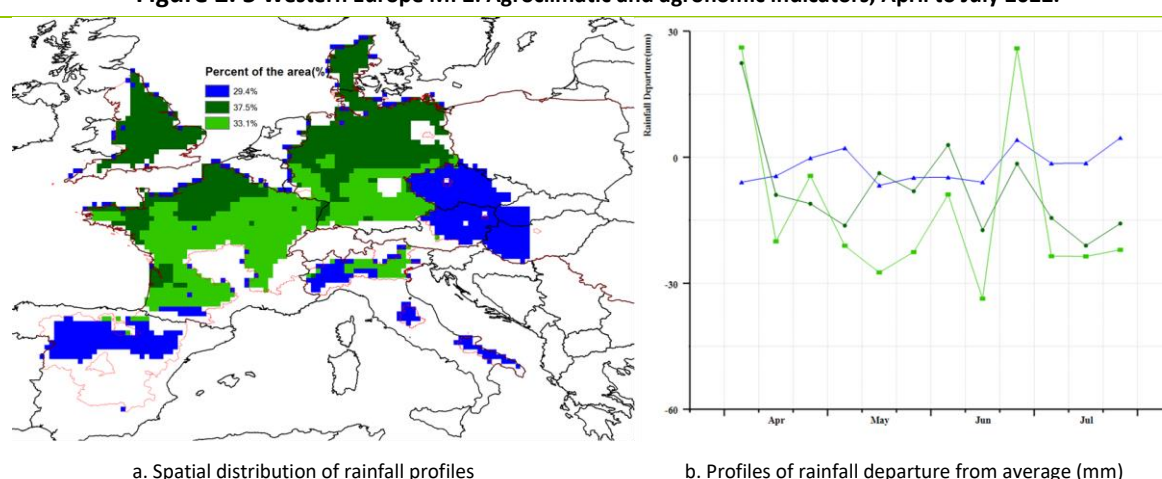 Figure 2. 5 Western Europe MPZ: Agroclimatic and agronomic indicators, April to July 2022.
Percent of the area(%)
29.4%
37.5%
33.1%
Rainfall Departure(mm)
30
0
-30
-60
Apr
May
Jun
Jul
a. Spatial distribution of rainfall profiles
b. Profiles of rainfall departure from average (mm)